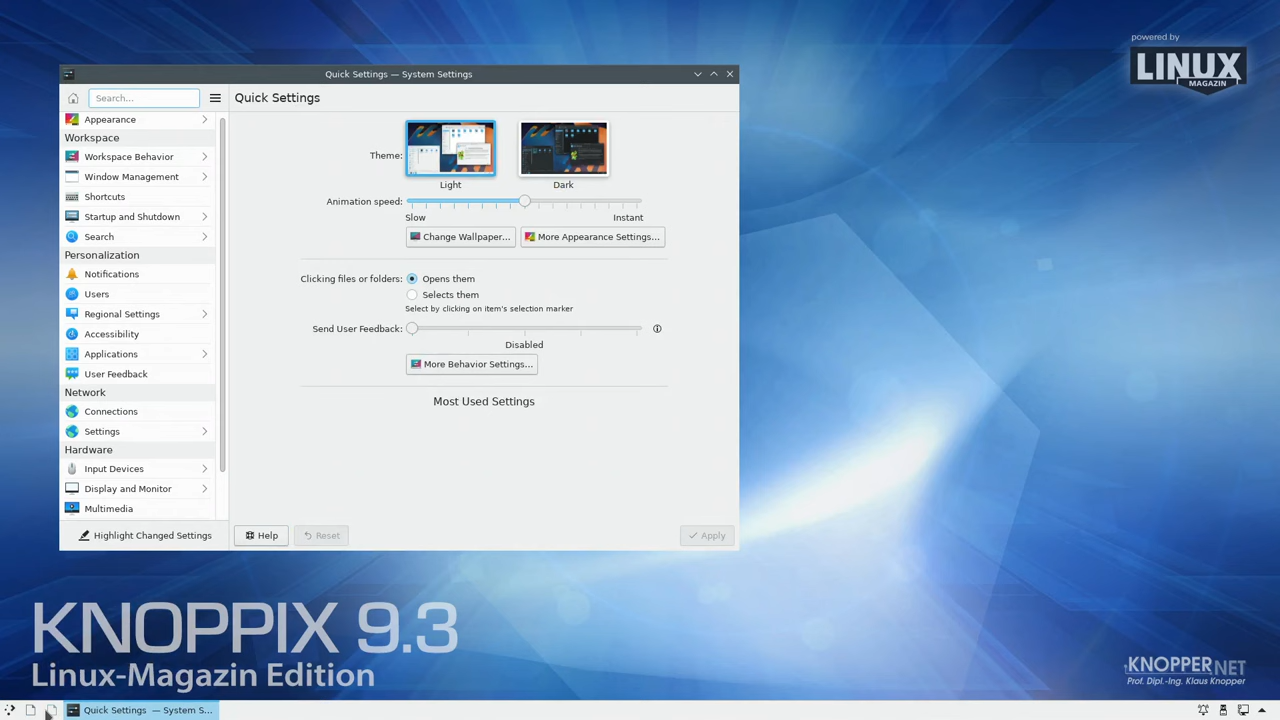 powered by
LINUX
MAGAZIN
Quick Settings — System Settings
Search...
Quick Settings
Appearance
Workspace
Workspace Behavior
Window Management
Shortcuts
Startup and Shutdown
Search
Personalization
Notifications
Users
Regional Settings
Accessibility
Applications
User Feedback
Network
Connections
Settings
Hardware
Input Devices
Display and Monitor
Multimedia
Highlight Changed Settings
Theme:
Light
Dark
Animation speed:
Slow
Instant
Change Wallpaper...
More Appearance Settings...
Clicking files or folders:
Opens them
Selects them
Select by clicking on item's selection marker
Send User Feedback:
Disabled
More Behavior Settings...
Most Used Settings
Help
Reset
Apply
KNOPPIX 9.3
Linux-Magazin Edition
KNOPPER.NET
Prof. Dipl.-Ing. Klaus Knopper
Quick Settings — System S...